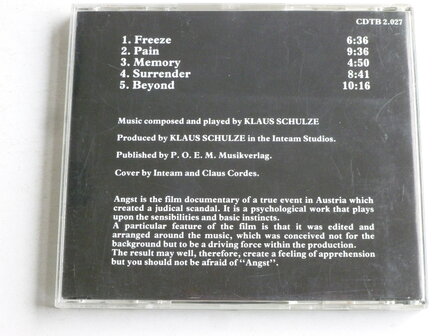 CDTB 2.027
1. Freeze 6:36
2. Pain 9:36
3. Memory 4:50
4. Surrender 8:41
5. Beyond 10:16
Music composed and played by KLAUS SCHULZE
Produced by KLAUS SCHULZE in the Inteam Studios.
Published by P. O. E. M. Musikverlag.
Cover by Inteam and Claus Cordes.
Angst is the film documentary of a true event in Austria which
created a judical scandal. It is a psychological work that plays
upon the sensibilities and basic instincts.
A particular feature of the film is that it was edited and
arranged around the music, which was conceived not for the
background but to be a driving force within the production.
The result may well, therefore, create a feeling of apprehension
but you should not be afraid of "Angst".